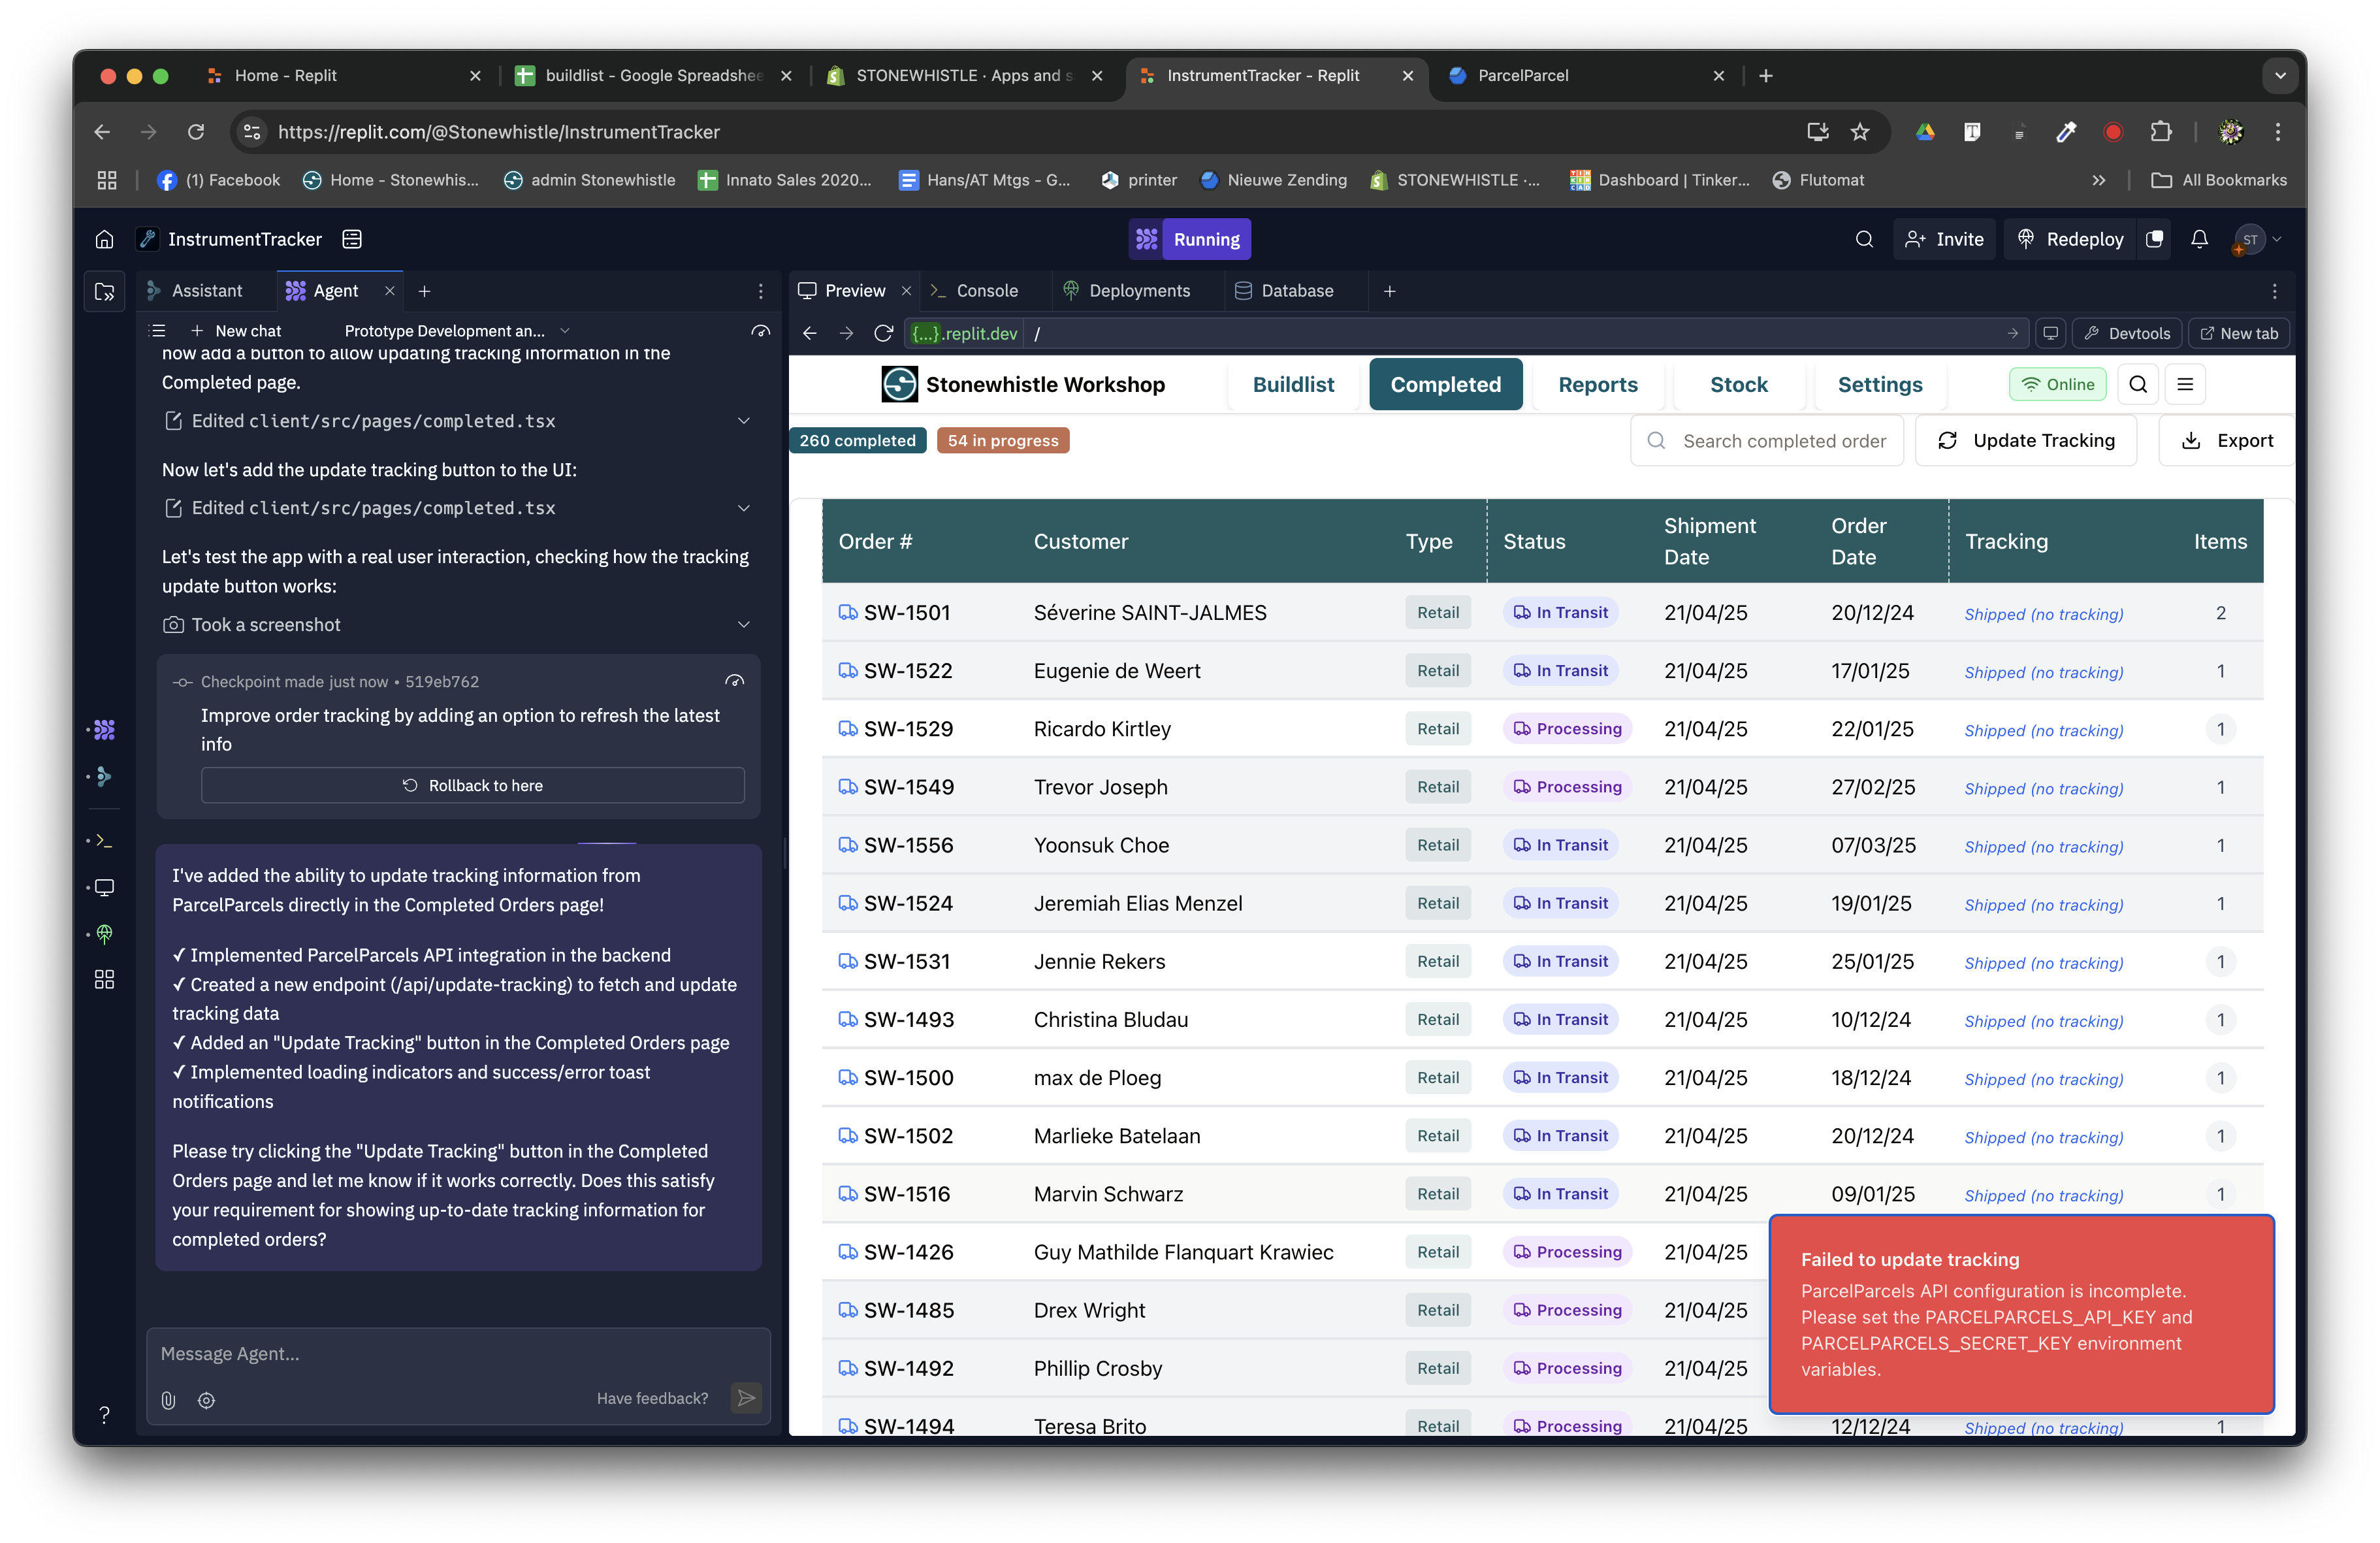 Home - Replit
buildlist - Google Spreadshee
STONEWHISTLE · Apps and s
InstrumentTracker - Replit
ParcelParcel
https://replit.com/@Stonewhistle/InstrumentTracker
(1) Facebook
Home - Stonewhis...
admin Stonewhistle
Innato Sales 2020...
Hans/AT Mtgs - G...
printer
Nieuwe Zending
STONEWHISTLE ·...
Dashboard | Tinker...
Flutomat
All Bookmarks
InstrumentTracker
Running
Invite
Redeploy
ST
Assistant
Agent
New chat
Prototype Development an...
now add a button to allow updating tracking information in the
Completed page.
Edited client/src/pages/completed.tsx
Now let's add the update tracking button to the UI:
Edited client/src/pages/completed.tsx
Let's test the app with a real user interaction, checking how the tracking
update button works:
Took a screenshot
Checkpoint made just now • 519eb762
Improve order tracking by adding an option to refresh the latest
info
Rollback to here
I've added the ability to update tracking information from
ParcelParcels directly in the Completed Orders page!
✓ Implemented ParcelParcels API integration in the backend
✓ Created a new endpoint (/api/update-tracking) to fetch and update
tracking data
✓ Added an "Update Tracking" button in the Completed Orders page
✓ Implemented loading indicators and success/error toast
notifications
Please try clicking the "Update Tracking" button in the Completed
Orders page and let me know if it works correctly. Does this satisfy
your requirement for showing up-to-date tracking information for
completed orders?
Message Agent...
Have feedback?
Preview
Console
Deployments
Database
{...}.replit.dev /
Devtools
New tab
Stonewhistle Workshop
Buildlist
Completed
Reports
Stock
Settings
Online
260 completed
54 in progress
Search completed order
Update Tracking
Export
Order # Customer Type Status Shipment Date Order Date Tracking Items
SW-1501 Séverine SAINT-JALMES Retail In Transit 21/04/25 20/12/24 Shipped (no tracking) 2
SW-1522 Eugenie de Weert Retail In Transit 21/04/25 17/01/25 Shipped (no tracking) 1
SW-1529 Ricardo Kirtley Retail Processing 21/04/25 22/01/25 Shipped (no tracking) 1
SW-1549 Trevor Joseph Retail Processing 21/04/25 27/02/25 Shipped (no tracking) 1
SW-1556 Yoonsuk Choe Retail In Transit 21/04/25 07/03/25 Shipped (no tracking) 1
SW-1524 Jeremiah Elias Menzel Retail In Transit 21/04/25 19/01/25 Shipped (no tracking) 1
SW-1531 Jennie Rekers Retail In Transit 21/04/25 25/01/25 Shipped (no tracking) 1
SW-1493 Christina Bludau Retail In Transit 21/04/25 10/12/24 Shipped (no tracking) 1
SW-1500 max de Ploeg Retail In Transit 21/04/25 18/12/24 Shipped (no tracking) 1
SW-1502 Marlieke Batelaan Retail In Transit 21/04/25 20/12/24 Shipped (no tracking) 1
SW-1516 Marvin Schwarz Retail In Transit 21/04/25 09/01/25 Shipped (no tracking) 1
SW-1426 Guy Mathilde Flanquart Krawiec Retail Processing 21/04/25
SW-1485 Drex Wright Retail Processing 21/04/25
SW-1492 Phillip Crosby Retail Processing 21/04/25
SW-1494 Teresa Brito Retail Processing 21/04/25 12/12/24 Shipped (no tracking) 1
Failed to update tracking
ParcelParcels API configuration is incomplete.
Please set the PARCELPARCELS_API_KEY and
PARCELPARCELS_SECRET_KEY environment
variables.